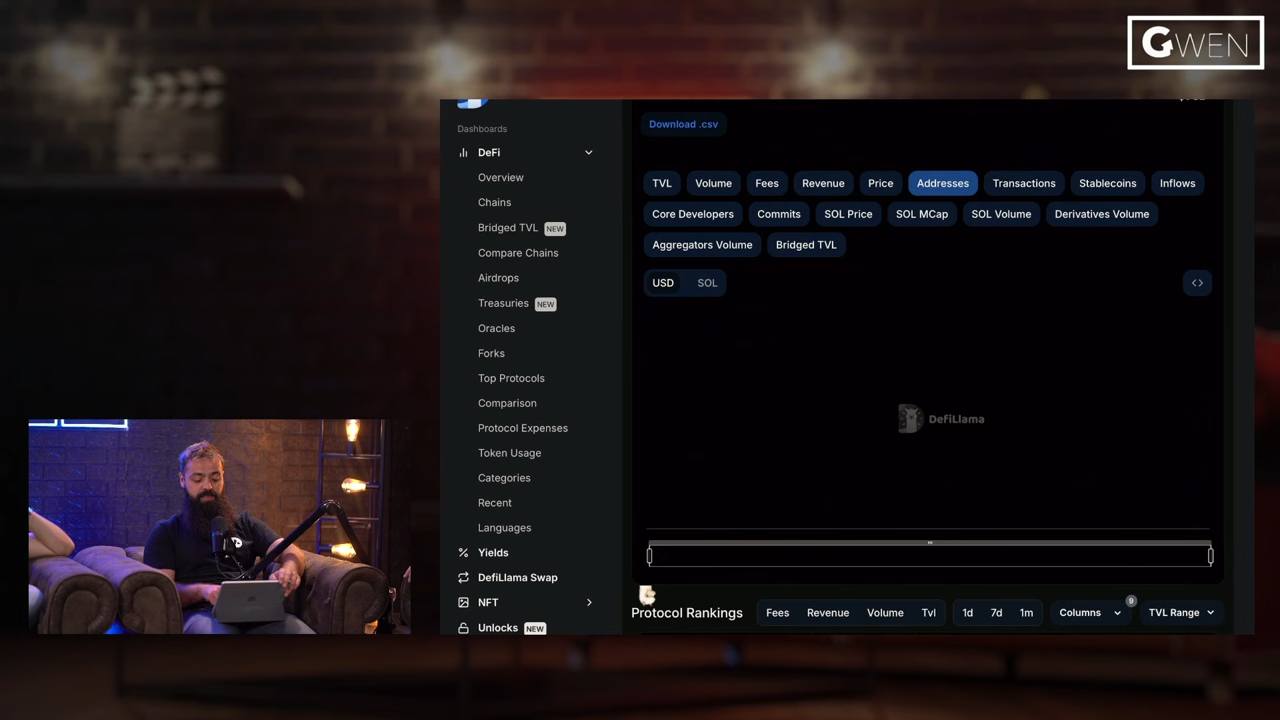 GWEN
Dashboards
DeFi
Overview
Chains
Bridged TVL NEW
Compare Chains
Airdrops
Treasuries NEW
Oracles
Forks
Top Protocols
Comparison
Protocol Expenses
Token Usage
Categories
Recent
Languages
Yields
DefiLlama Swap
NFT
Unlocks NEW
Download .csv
TVL Volume Fees Revenue Price Addresses Transactions Stablecoins Inflows
Core Developers Commits SOL Price SOL MCap SOL Volume Derivatives Volume
Aggregators Volume Bridged TVL
USD SOL
DefiLlama
Protocol Rankings Fees Revenue Volume Tvl 1d 7d 1m Columns 9 TVL Range